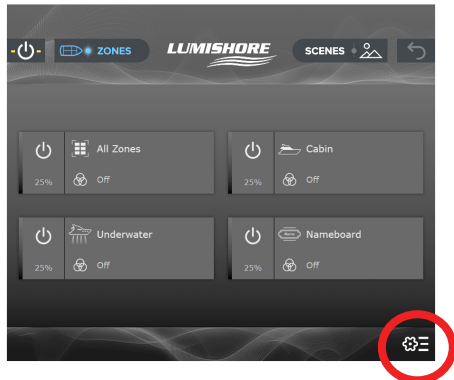 ZONES
LUMISHORE
SCENES
All Zones
25%
Off
Cabin
25%
Off
Underwater
25%
Off
Nameboard
25%
Off